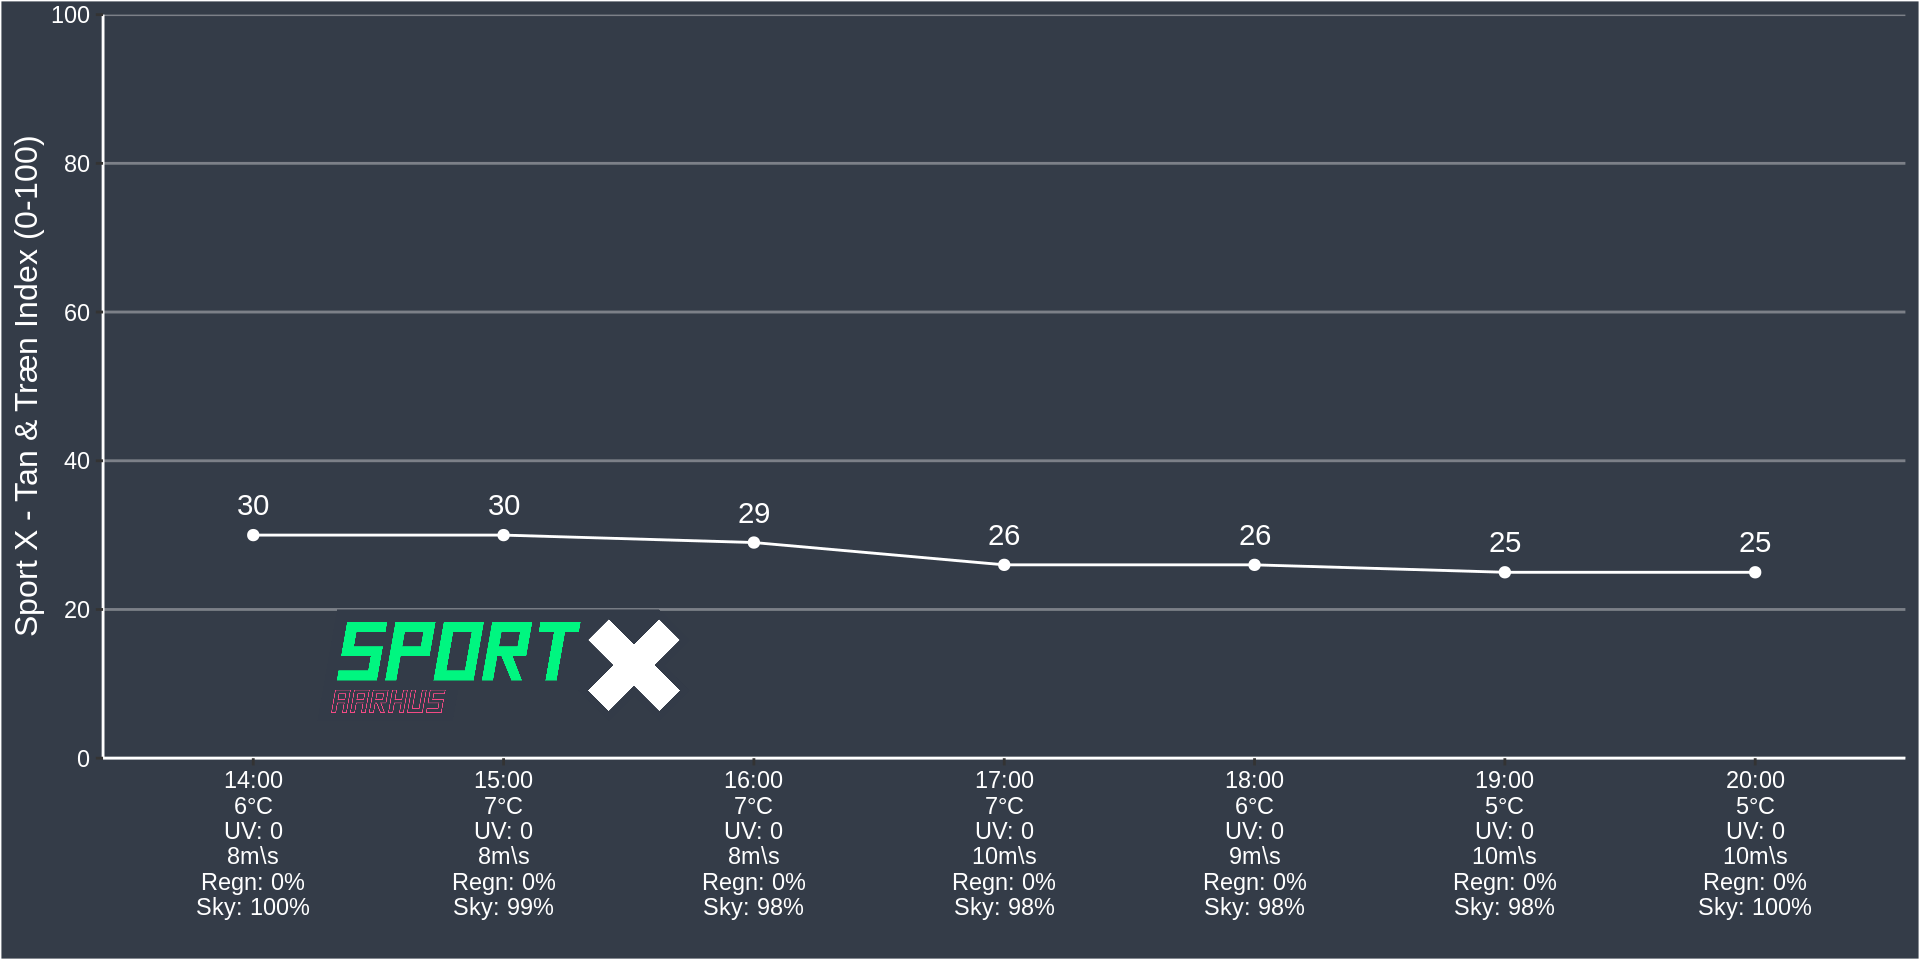 Sport X - Tan & Træn Index (0-100)
100
80
60
40
20
0
30
30
29
26
26
25
25
SPORT X
AARHUS
14:00
6°C
UV: 0
8m\s
Regn: 0%
Sky: 100%
15:00
7°C
UV: 0
8m\s
Regn: 0%
Sky: 99%
16:00
7°C
UV: 0
8m\s
Regn: 0%
Sky: 98%
17:00
7°C
UV: 0
10m\s
Regn: 0%
Sky: 98%
18:00
6°C
UV: 0
9m\s
Regn: 0%
Sky: 98%
19:00
5°C
UV: 0
10m\s
Regn: 0%
Sky: 98%
20:00
5°C
UV: 0
10m\s
Regn: 0%
Sky: 100%